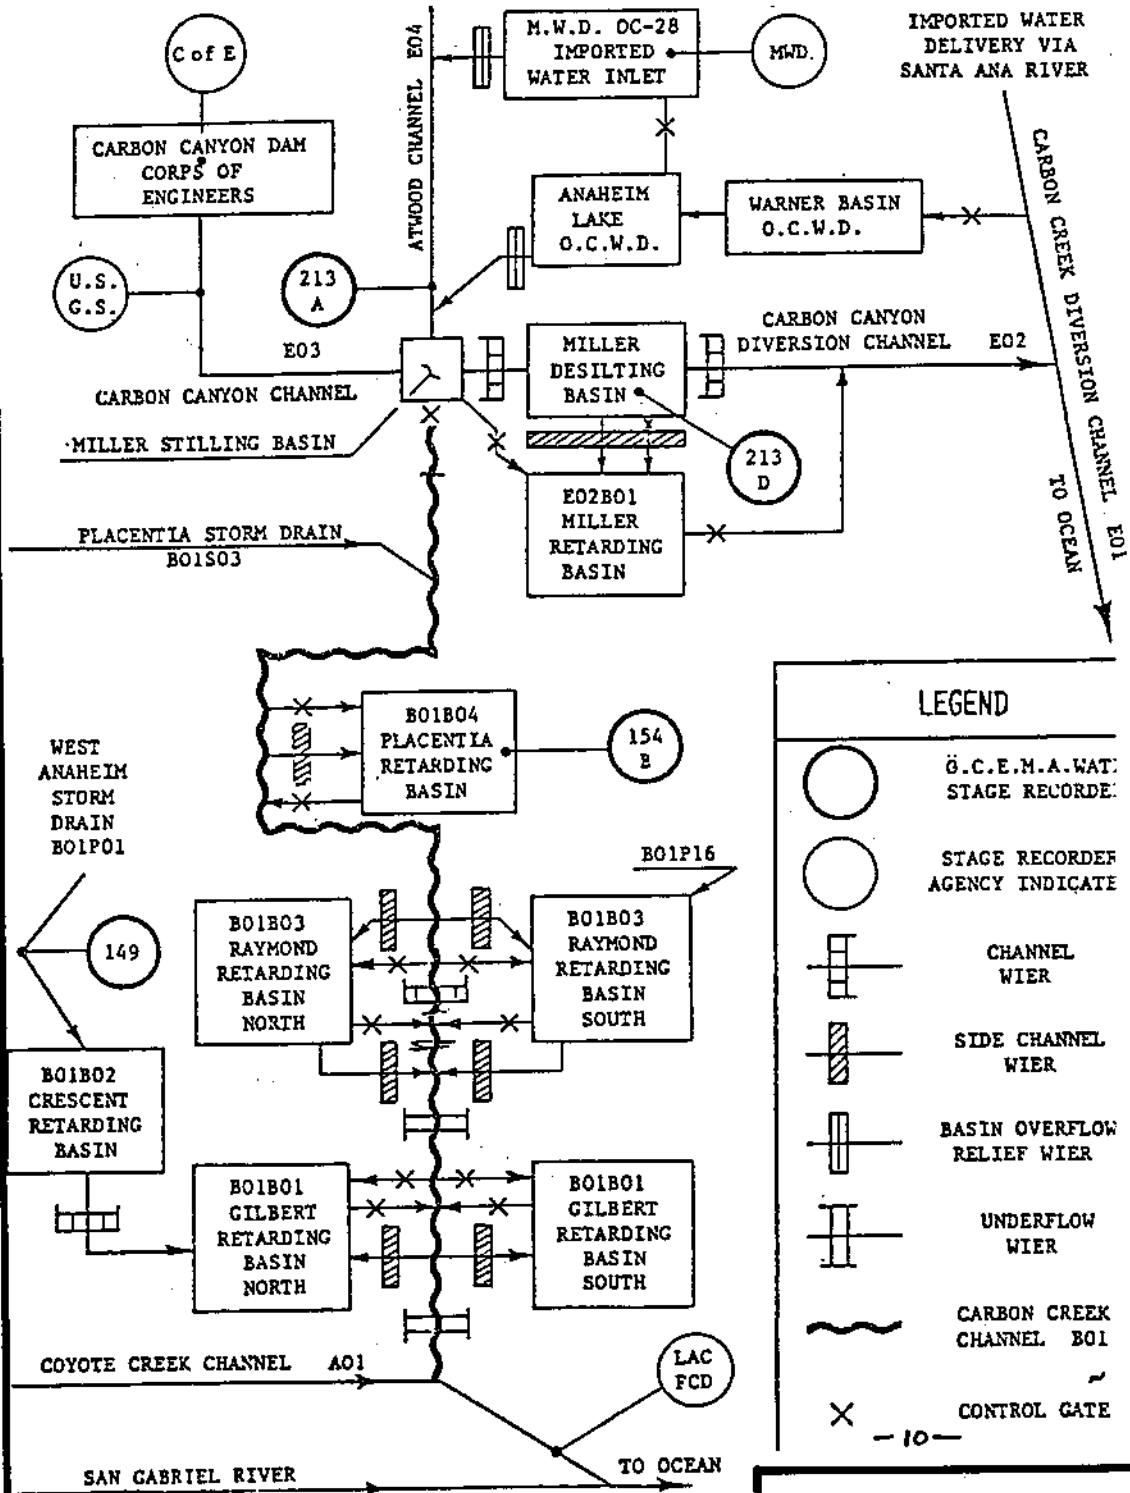 C of E
CARBON CANYON DAM
CORPS OF
ENGINEERS
U.S.
G.S.
213
A
ATWOOD CHANNEL E04
M.W.D. OC-28
IMPORTED
WATER INLET
MWD.
IMPORTED WATER
DELIVERY VIA
SANTA ANA RIVER
ANAHEIM
LAKE
O.C.W.D.
WARNER BASIN
O.C.W.D.
CARBON CREEK DIVERSION CHANNEL E01
TO OCEAN
E03
CARBON CANYON CHANNEL
MILLER STILLING BASIN
MILLER
DESILTING
BASIN
CARBON CANYON
DIVERSION CHANNEL E02
213
D
E02B01
MILLER
RETARDING
BASIN
PLACENTIA STORM DRAIN
B01S03
B01B04
PLACENTIA
RETARDING
BASIN
154
B
WEST
ANAHEIM
STORM
DRAIN
B01P01
149
B01P16
B01B03
RAYMOND
RETARDING
BASIN
NORTH
B01B03
RAYMOND
RETARDING
BASIN
SOUTH
B01B02
CRESCENT
RETARDING
BASIN
B01B01
GILBERT
RETARDING
BASIN
NORTH
B01B01
GILBERT
RETARDING
BASIN
SOUTH
COYOTE CREEK CHANNEL A01
LAC
FCD
SAN GABRIEL RIVER
TO OCEAN
LEGEND
O.C.E.M.A.WAT
STAGE RECORDE
STAGE RECORDER
AGENCY INDICATE
CHANNEL
WIER
SIDE CHANNEL
WIER
BASIN OVERFLOW
RELIEF WIER
UNDERFLOW
WIER
CARBON CREEK
CHANNEL B01
CONTROL GATE
-10-